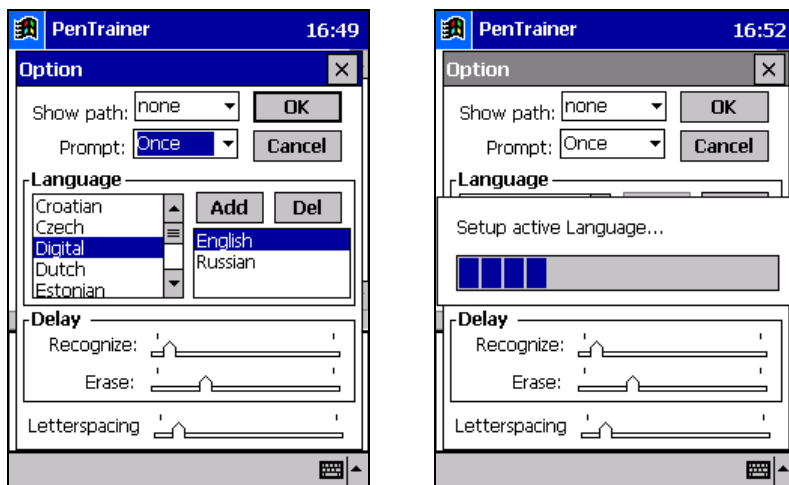 PenTrainer 16:49
Option
Show path: none OK
Prompt: Once Cancel
Language
Croatian
Czech
Digital
Dutch
Estonian
Add Del
English
Russian
Delay
Recognize:
Erase:
Letterspacing
PenTrainer 16:52
Option
Show path: none OK
Prompt: Once Cancel
Language
Setup active Language...
Delay
Recognize:
Erase:
Letterspacing